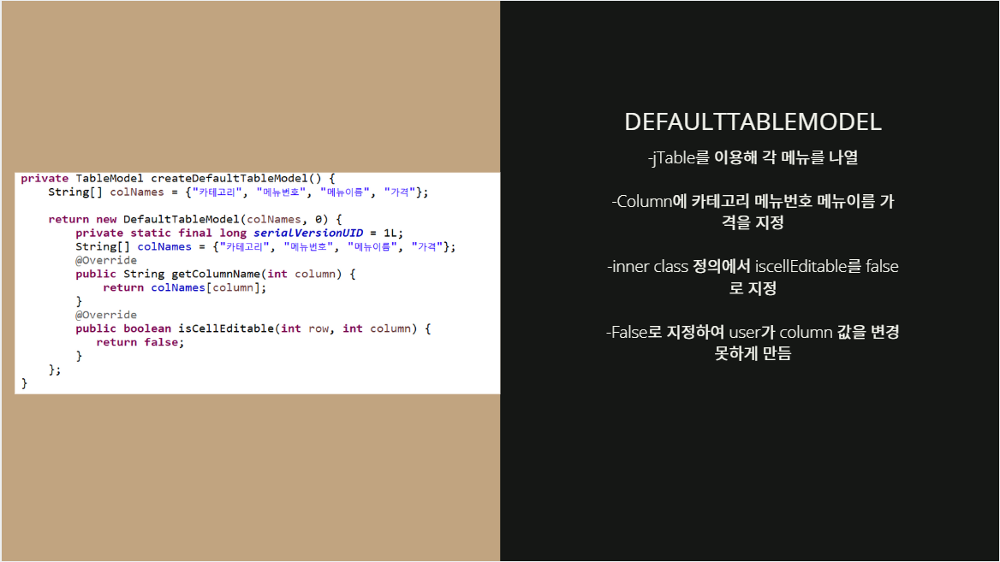 private TableModel createDefaultTableModel() {
    String[] colNames = {"카테고리", "메뉴번호", "메뉴이름", "가격"};
    return new DefaultTableModel(colNames, 0) {
        private static final long serialVersionUID = 1L;
        String[] colNames = {"카테고리", "메뉴번호", "메뉴이름", "가격"};
        @Override
        public String getColumnName(int column) {
            return colNames[column];
        }
        @Override
        public boolean isCellEditable(int row, int column) {
           return false;
        }
    };
}
DEFAULTTABLEMODEL
-jTable를 이용해 각 메뉴를 나열
-Column에 카테고리 메뉴번호 메뉴이름 가
격을 지정
-inner class 정의에서 iscellEditable를 false
로 지정
-False로 지정하여 user가 column 값을 변경
못하게 만듬